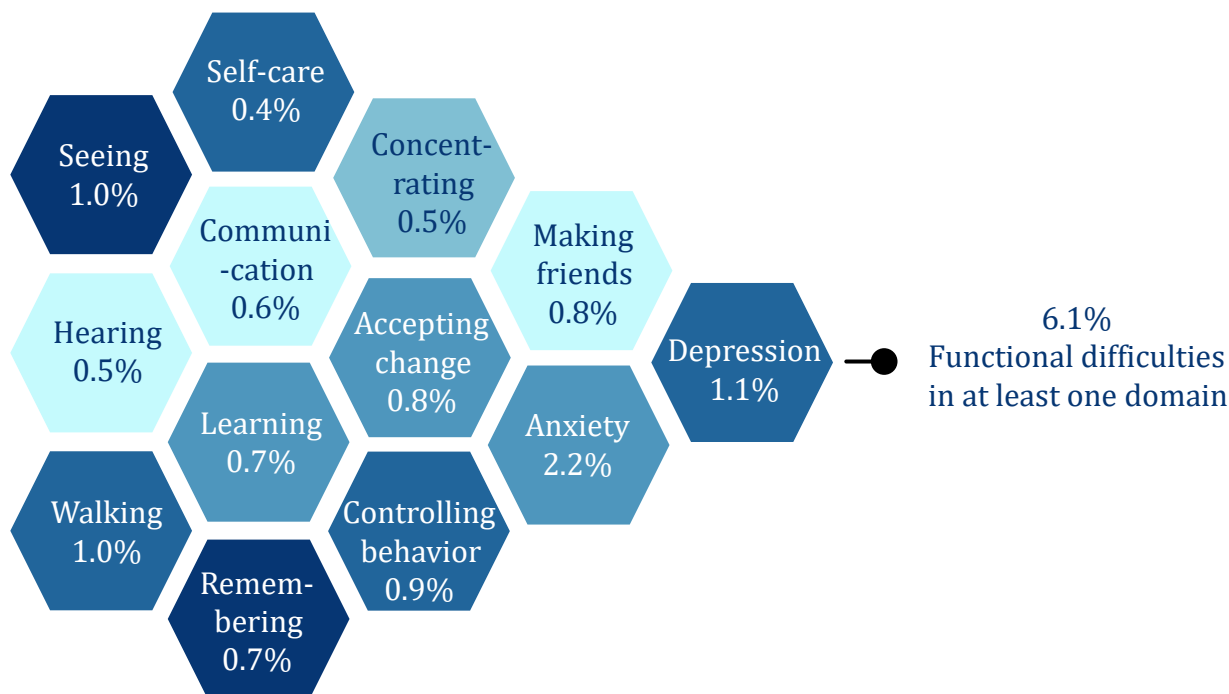 Self-care
0.4%
Seeing
1.0%
Concent-
rating
0.5%
Communi
-cation
0.6%
Making
friends
0.8%
Hearing
0.5%
Accepting
change
0.8%
Depression
1.1%
6.1%
Functional difficulties
in at least one domain
Learning
0.7%
Anxiety
2.2%
Walking
1.0%
Controlling
behavior
0.9%
Remem-
bering
0.7%